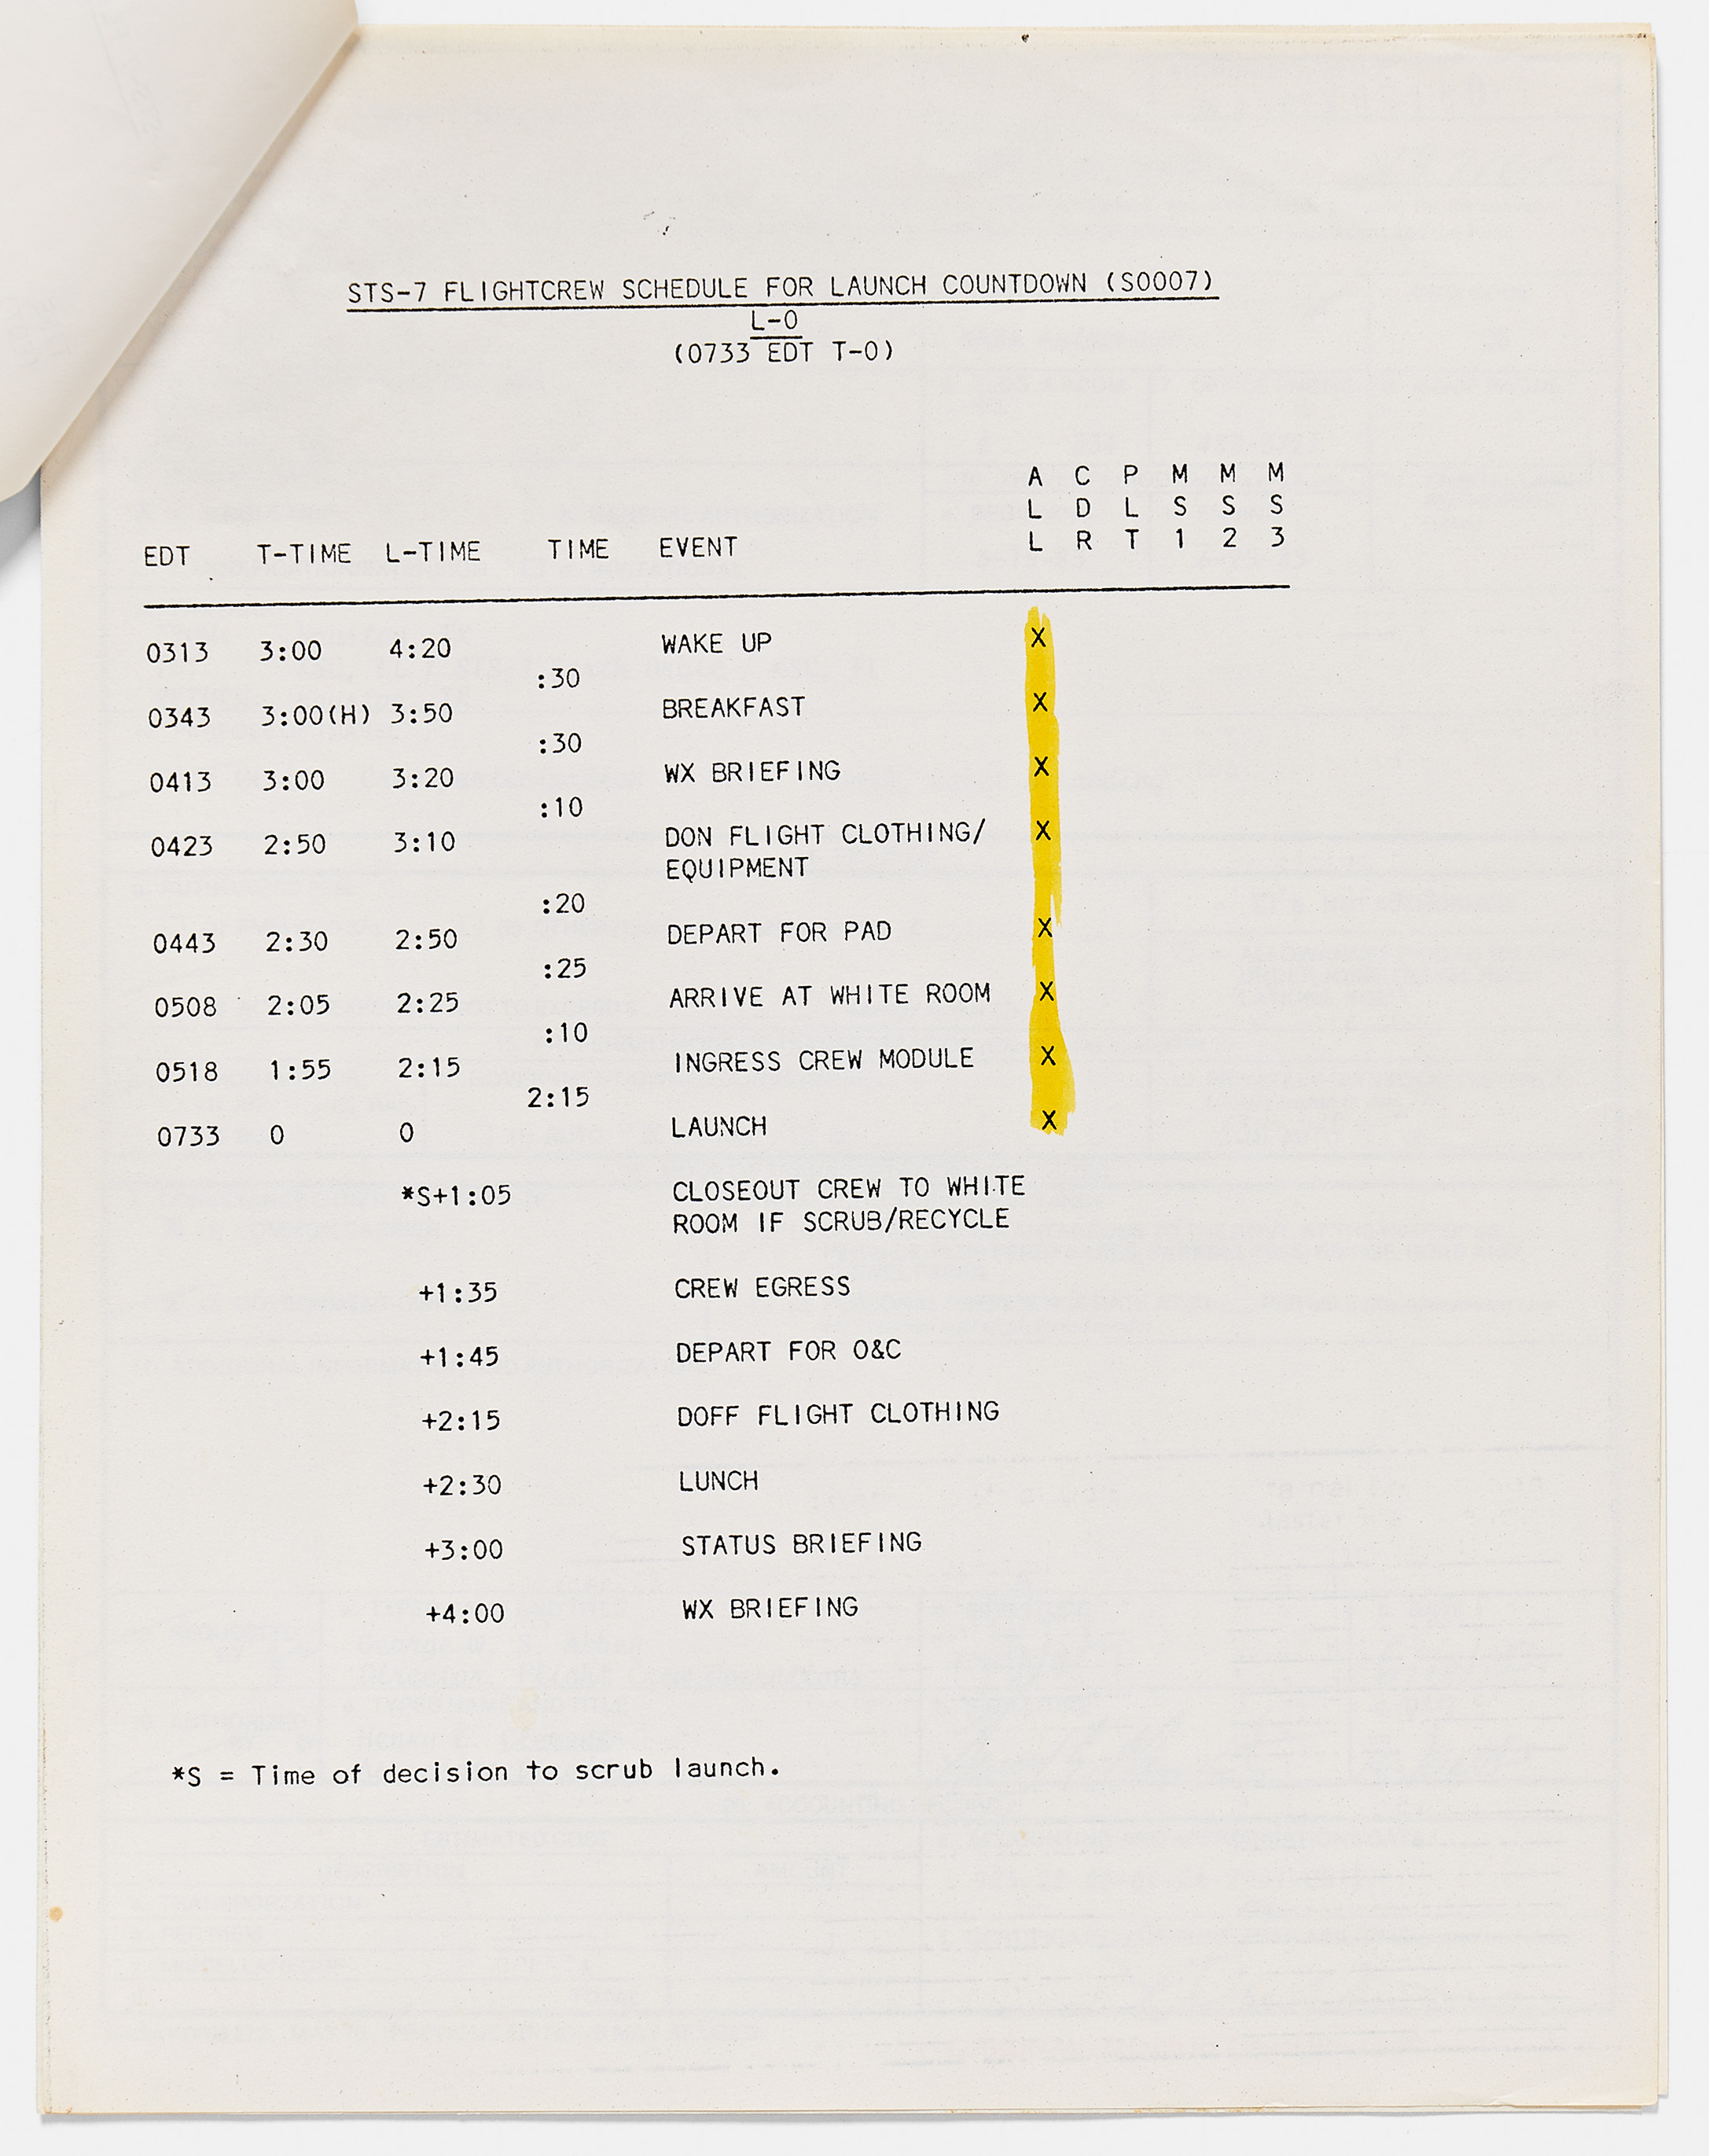 STS-7 FLIGHTCREW SCHEDULE FOR LAUNCH COUNTDOWN (S0007)
L-0
(0733 EDT T-0)
A C P M M M
L D L S S S
EDT T-TIME L-TIME TIME EVENT L R T 1 2 3
0313 3:00 4:20 WAKE UP X
:30
0343 3:00(H) 3:50 BREAKFAST X
:30
0413 3:00 3:20 WX BRIEFING X
:10
0423 2:50 3:10 DON FLIGHT CLOTHING/ X
EQUIPMENT
:20
0443 2:30 2:50 DEPART FOR PAD X
:25
0508 2:05 2:25 ARRIVE AT WHITE ROOM X
:10
0518 1:55 2:15 INGRESS CREW MODULE X
2:15
0733 0 0 LAUNCH X
*S+1:05 CLOSEOUT CREW TO WHITE
ROOM IF SCRUB/RECYCLE
+1:35 CREW EGRESS
+1:45 DEPART FOR O&C
+2:15 DOFF FLIGHT CLOTHING
+2:30 LUNCH
+3:00 STATUS BRIEFING
+4:00 WX BRIEFING
*S = Time of decision to scrub launch.